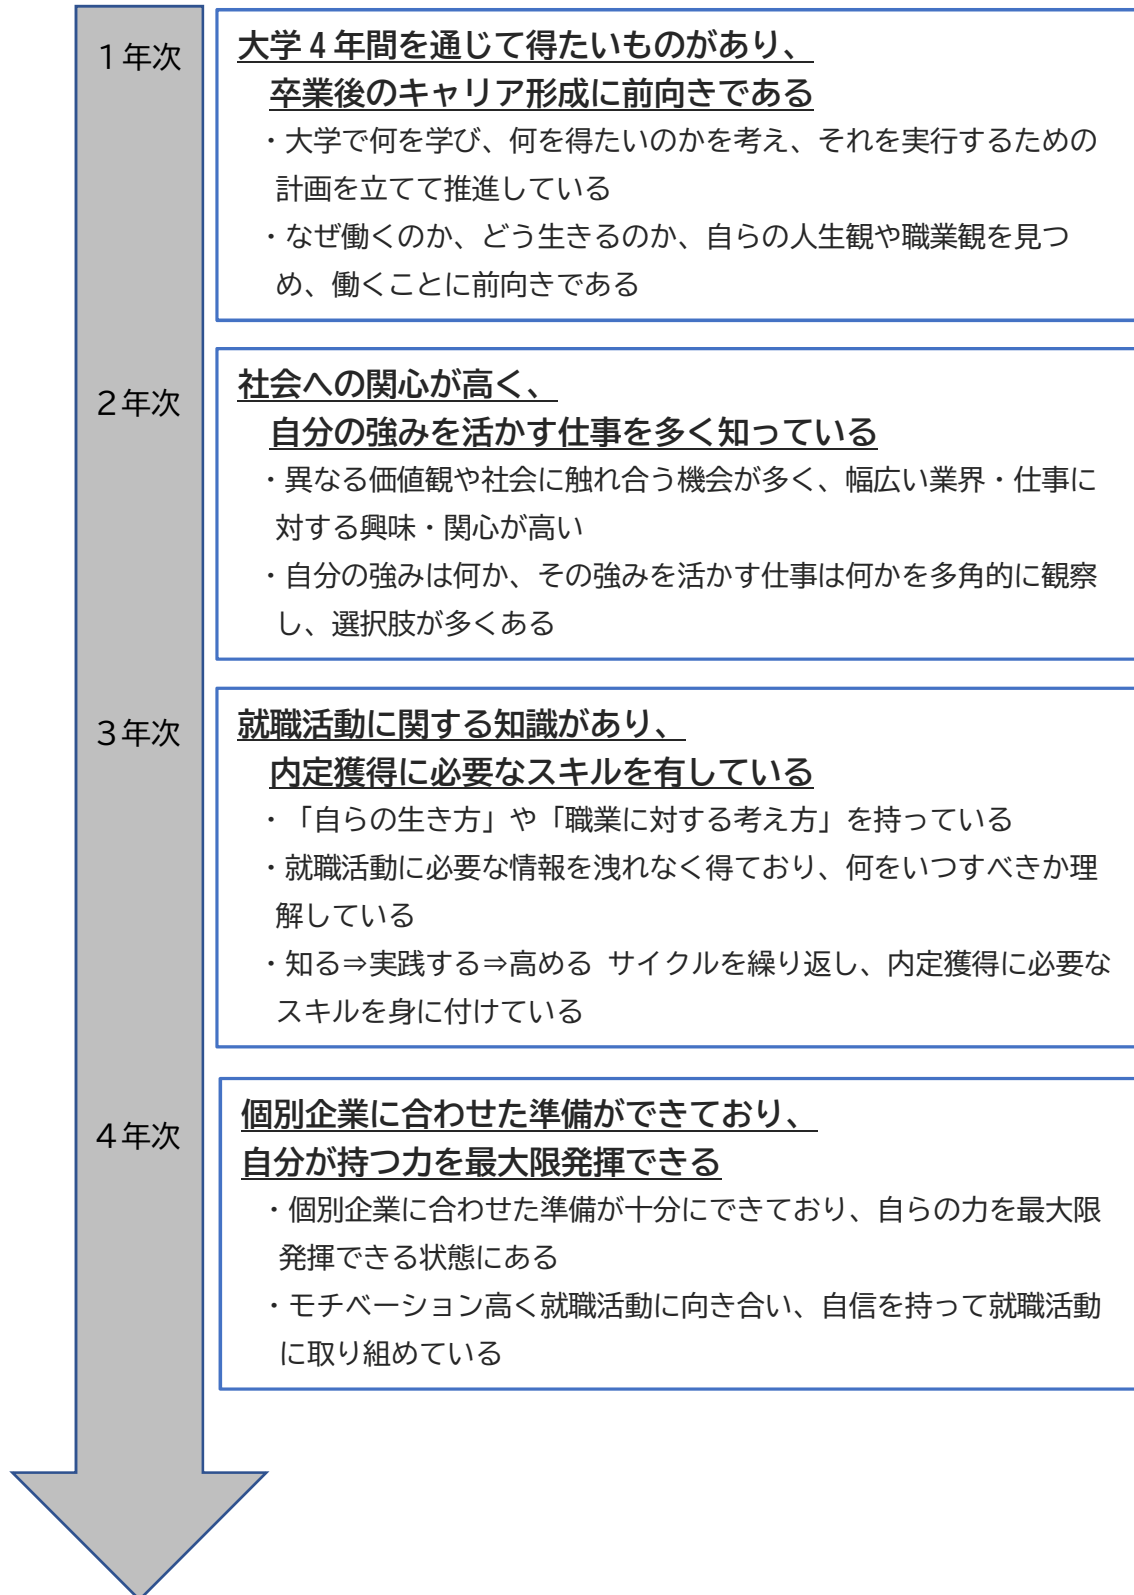 1年次
大学4年間を通じて得たいものがあり、
卒業後のキャリア形成に前向きである
・大学で何を学び、何を得たいのかを考え、それを実行するための
計画を立てて推進している
・なぜ働くのか、どう生きるのか、自らの人生観や職業観を見つ
め、働くことに前向きである
2年次
社会への関心が高く、
自分の強みを活かす仕事を多く知っている
・異なる価値観や社会に触れ合う機会が多く、幅広い業界・仕事に
対する興味・関心が高い
・自分の強みは何か、その強みを活かす仕事は何かを多角的に観察
し、選択肢が多くある
3年次
就職活動に関する知識があり、
内定獲得に必要なスキルを有している
・「自らの生き方」や「職業に対する考え方」を持っている
・就職活動に必要な情報を洩れなく得ており、何をいつすべきか理
解している
・知る⇒実践する⇒高める サイクルを繰り返し、内定獲得に必要な
スキルを身に付けている
4年次
個別企業に合わせた準備ができており、
自分が持つ力を最大限発揮できる
・個別企業に合わせた準備が十分にできており、自らの力を最大限
発揮できる状態にある
・モチベーション高く就職活動に向き合い、自信を持って就職活動
に取り組めている